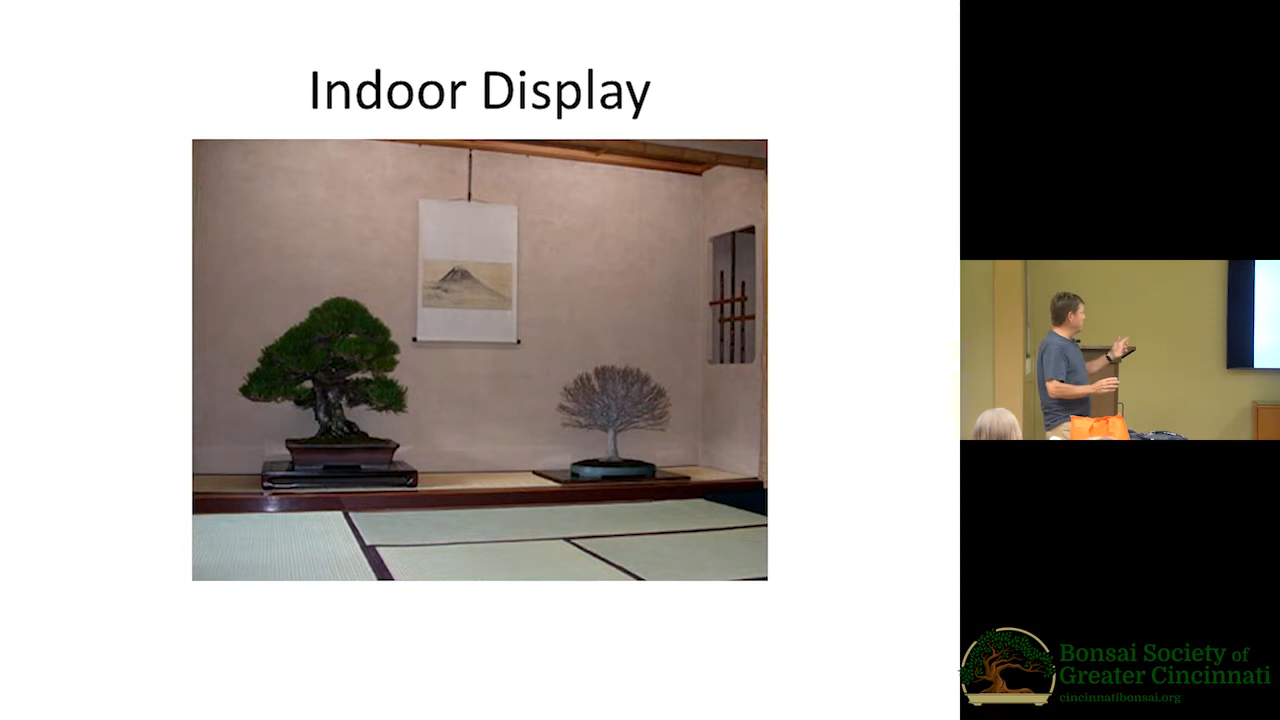 Indoor Display
Bonsai Society of
Greater Cincinnati
cincinnatibonsai.org